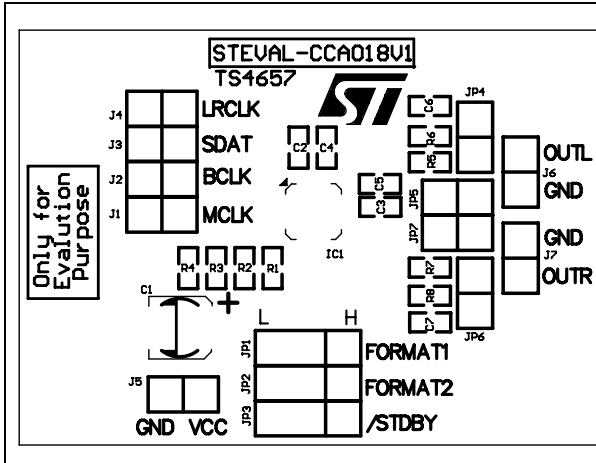 STEVAL-CCA018V1
TS4657
ST
J4
LRCLK
J3
SDAT
J2
BCLK
J1
MCLK
Only for
Evalution
purpose
C2
C4
C5
C3
IC1
C6
R6
R5
JP4
JP5
JP7
OUTL
J6
GND
GND
J7
OUTR
R7
R8
C7
JP6
R4
R3
R2
R1
C1
+
L
H
JP1
FORMAT1
JP2
FORMAT2
JP3
/STDBY
J5
GND VCC